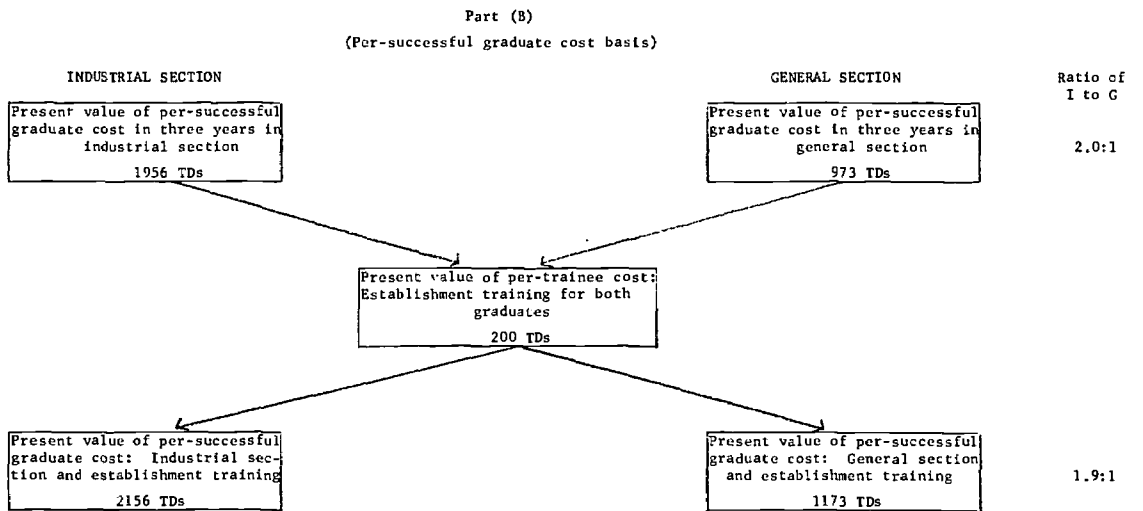 Part (B)
(Per-successful graduate cost basis)
INDUSTRIAL SECTION
GENERAL SECTION
Ratio of
I to G
Present value of per-successful
graduate cost in three years in
industrial section
1956 TDs
Present value of per-successful
graduate cost in three years in
general section
973 TDs
2.0:1
Present value of per-trainee cost:
Establishment training for both
graduates
200 TDs
Present value of per-successful
graduate cost: Industrial sec-
tion and establishment training
2156 TDs
Present value of per-successful
graduate cost: General section
and establishment training
1173 TDs
1.9:1